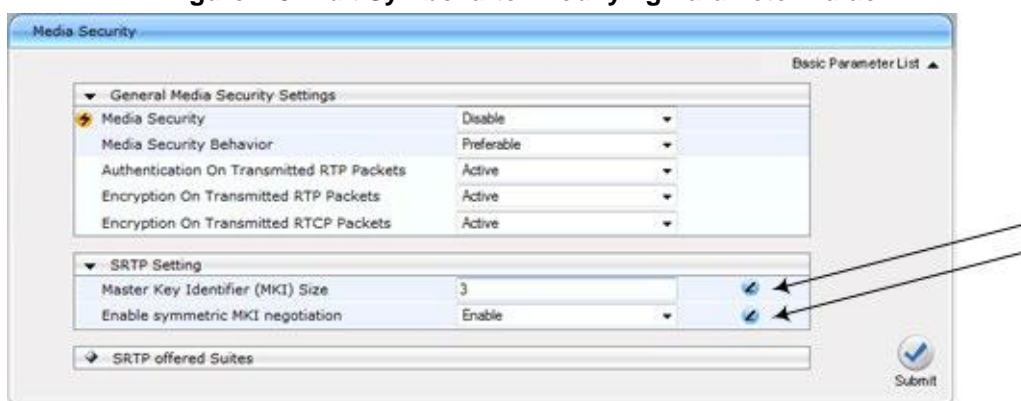 Media Security
Basic Parameter List
General Media Security Settings
Media Security Disable
Media Security Behavior Preferable
Authentication On Transmitted RTP Packets Active
Encryption On Transmitted RTP Packets Active
Encryption On Transmitted RTCP Packets Active
SRTP Setting
Master Key Identifier (MKI) Size 3
Enable symmetric MKI negotiation Enable
SRTP offered Suites
Submit